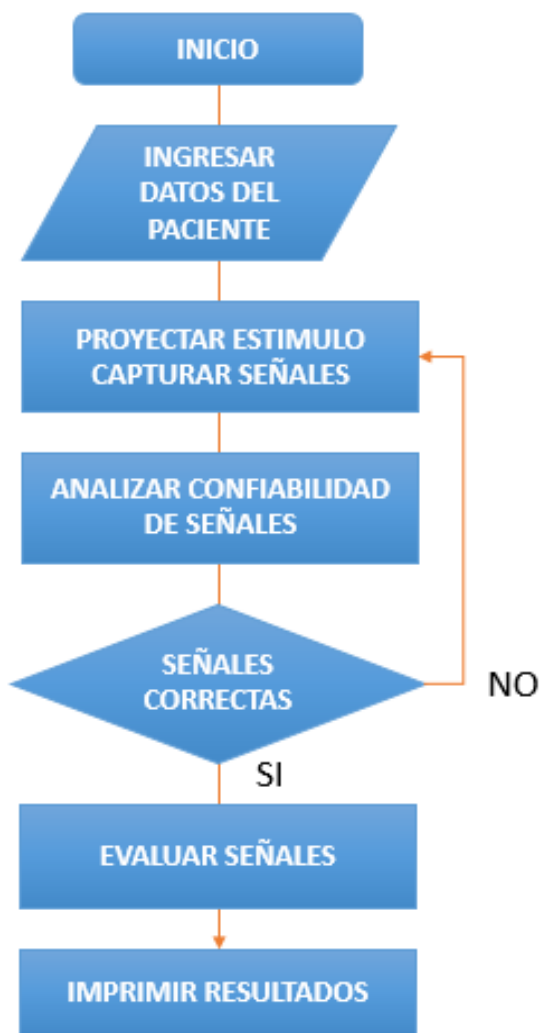 INICIO
INGRESAR
DATOS DEL
PACIENTE
PROYECTAR ESTIMULO
CAPTURAR SEÑALES
ANALIZAR CONFIABILIDAD
DE SEÑALES
SEÑALES
CORRECTAS
NO
SI
EVALUAR SEÑALES
IMPRIMIR RESULTADOS